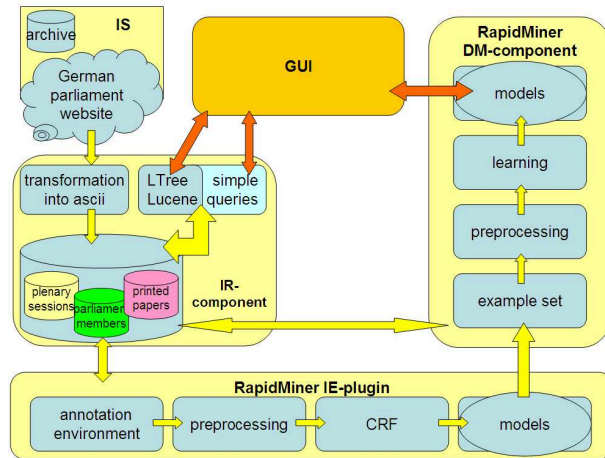 IS
archive
German
parliament
website
GUI
RapidMiner
DM-component
models
learning
preprocessing
example set
transformation
into ascii
LTree
Lucene
simple
queries
plenary
sessions
parliament
members
printed
papers
IR-
component
RapidMiner IE-plugin
annotation
environment
preprocessing
CRF
models